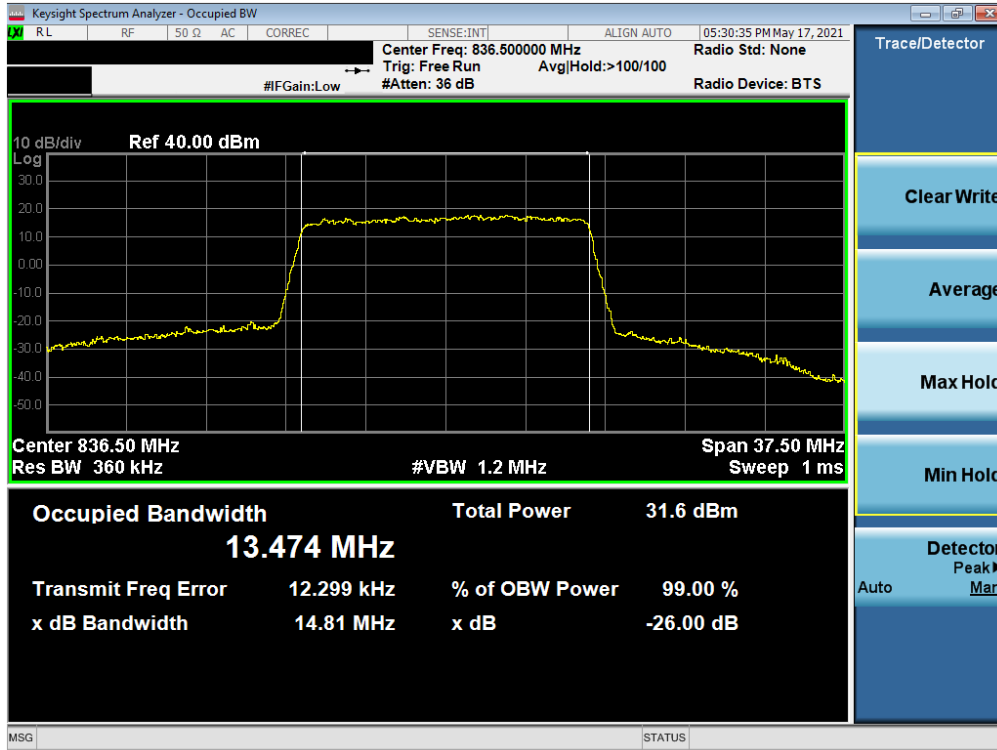 Keysight Spectrum Analyzer - Occupied BW
LXI RL RF 50 Ω AC CORREC SENSE:INT ALIGN AUTO 05:30:35 PM May 17, 2021
Center Freq: 836.500000 MHz Radio Std: None
Trig: Free Run Avg|Hold:>100/100
#IFGain:Low #Atten: 36 dB Radio Device: BTS
10 dB/div Ref 40.00 dBm
Log
30.0
20.0
10.0
0.00
-10.0
-20.0
-30.0
-40.0
-50.0
Center 836.50 MHz Span 37.50 MHz
Res BW 360 kHz #VBW 1.2 MHz Sweep 1 ms
Occupied Bandwidth Total Power 31.6 dBm
13.474 MHz
Transmit Freq Error 12.299 kHz % of OBW Power 99.00 %
x dB Bandwidth 14.81 MHz x dB -26.00 dB
MSG STATUS
Trace/Detector
Clear Write
Average
Max Hold
Min Hold
Detector
Peak
Auto Man